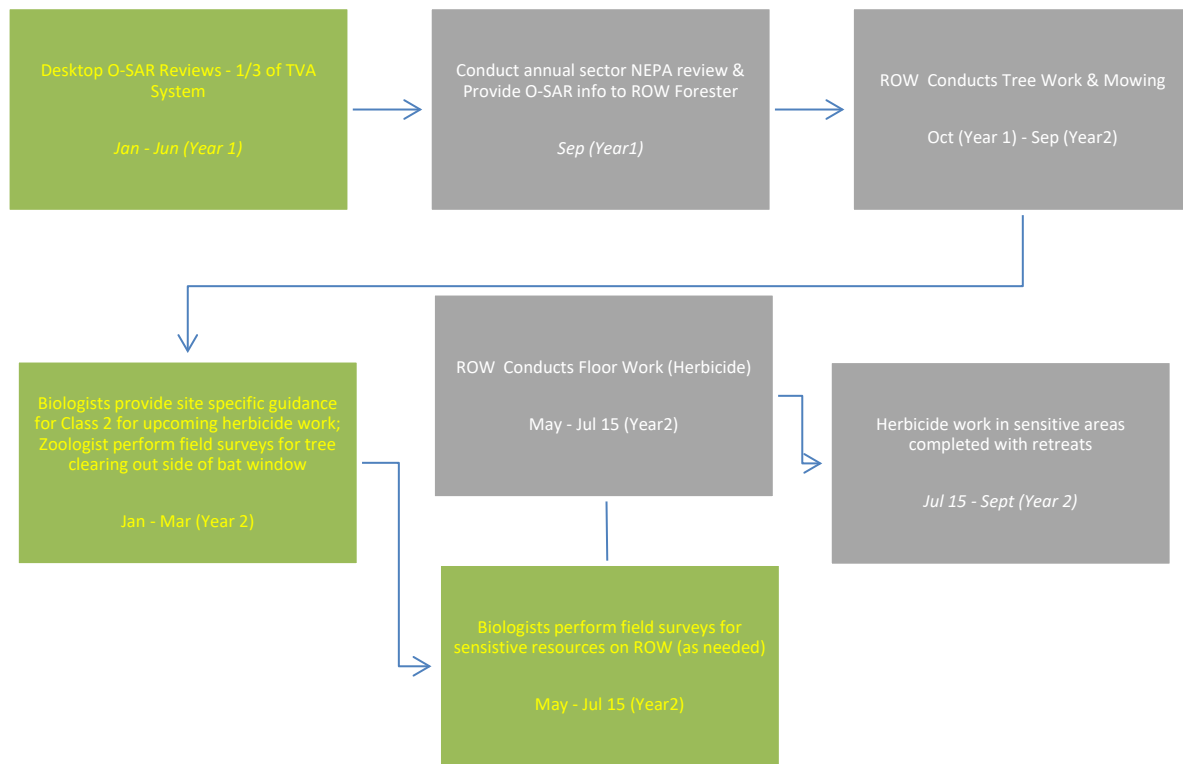 Desktop O-SAR Reviews - 1/3 of TVA
System
Jan - Jun (Year 1)
Conduct annual sector NEPA review &
Provide O-SAR info to ROW Forester
Sep (Year1)
ROW  Conducts Tree Work & Mowing
Oct (Year 1) - Sep (Year2)
Biologists provide site specific guidance
for Class 2 for upcoming herbicide work;
Zoologist perform field surveys for tree
clearing out side of bat window
Jan - Mar (Year 2)
Biologists perform field surveys for
sensistive resources on ROW (as needed)
May - Jul 15 (Year2)
ROW  Conducts Floor Work (Herbicide)
May - Jul 15 (Year2)
Herbicide work in sensitive areas
completed with retreats
Jul 15 - Sept (Year 2)